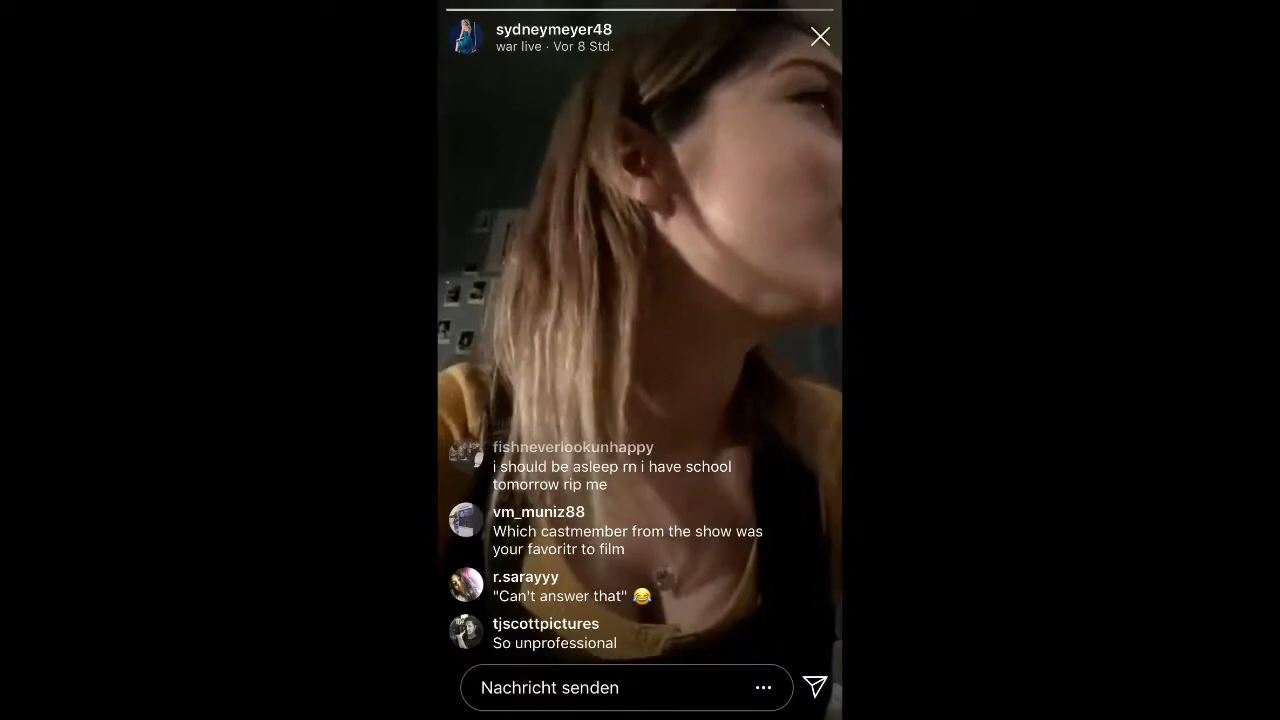 sydneymeyer48
war live · Vor 8 Std.
fishneverlookunhappy
i should be asleep rn i have school
tomorrow rip me
vm_muniz88
Which castmember from the show was
your favoritr to film
r.sarayyy
"Can't answer that" 😂
tjscottpictures
So unprofessional
Nachricht senden